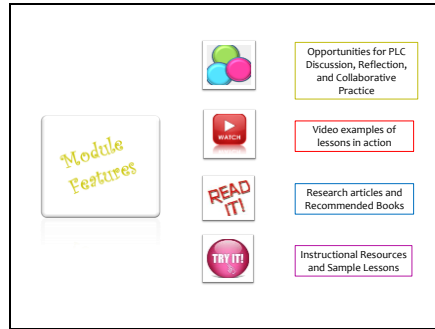 Module
Features
Opportunities for PLC
Discussion, Reflection,
and Collaborative
Practice
WATCH
Video examples of
lessons in action
READ
IT!
Research articles and
Recommended Books
TRY IT!
Instructional Resources
and Sample Lessons